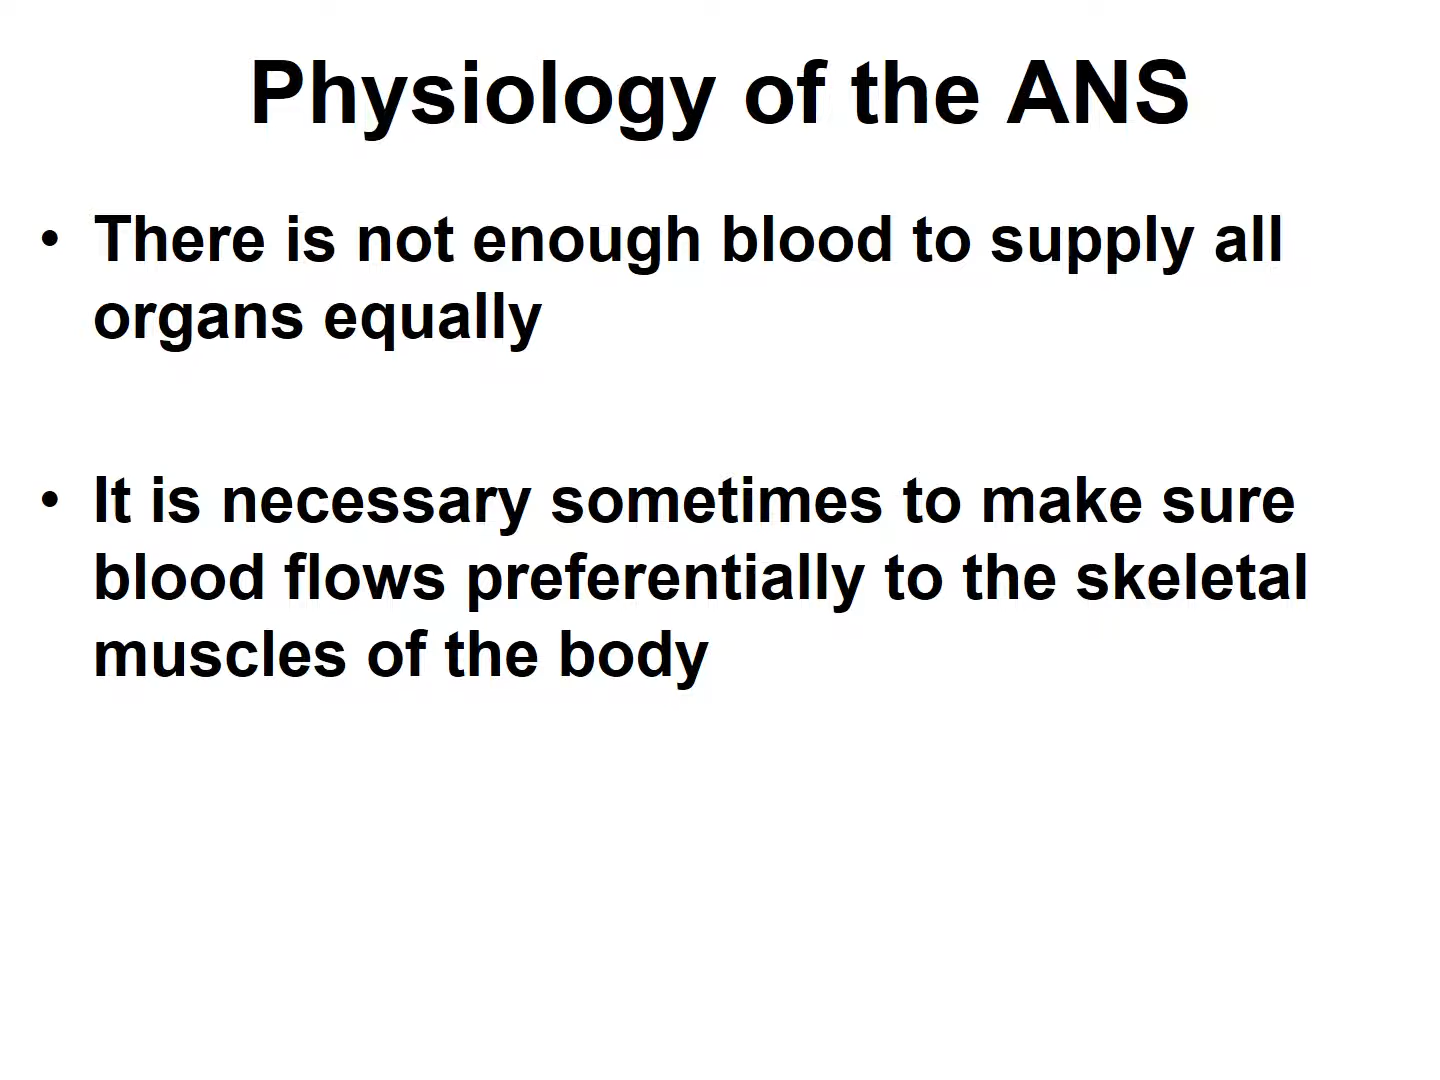 Physiology of the ANS
• There is not enough blood to supply all
organs equally
• It is necessary sometimes to make sure
blood flows preferentially to the skeletal
muscles of the body